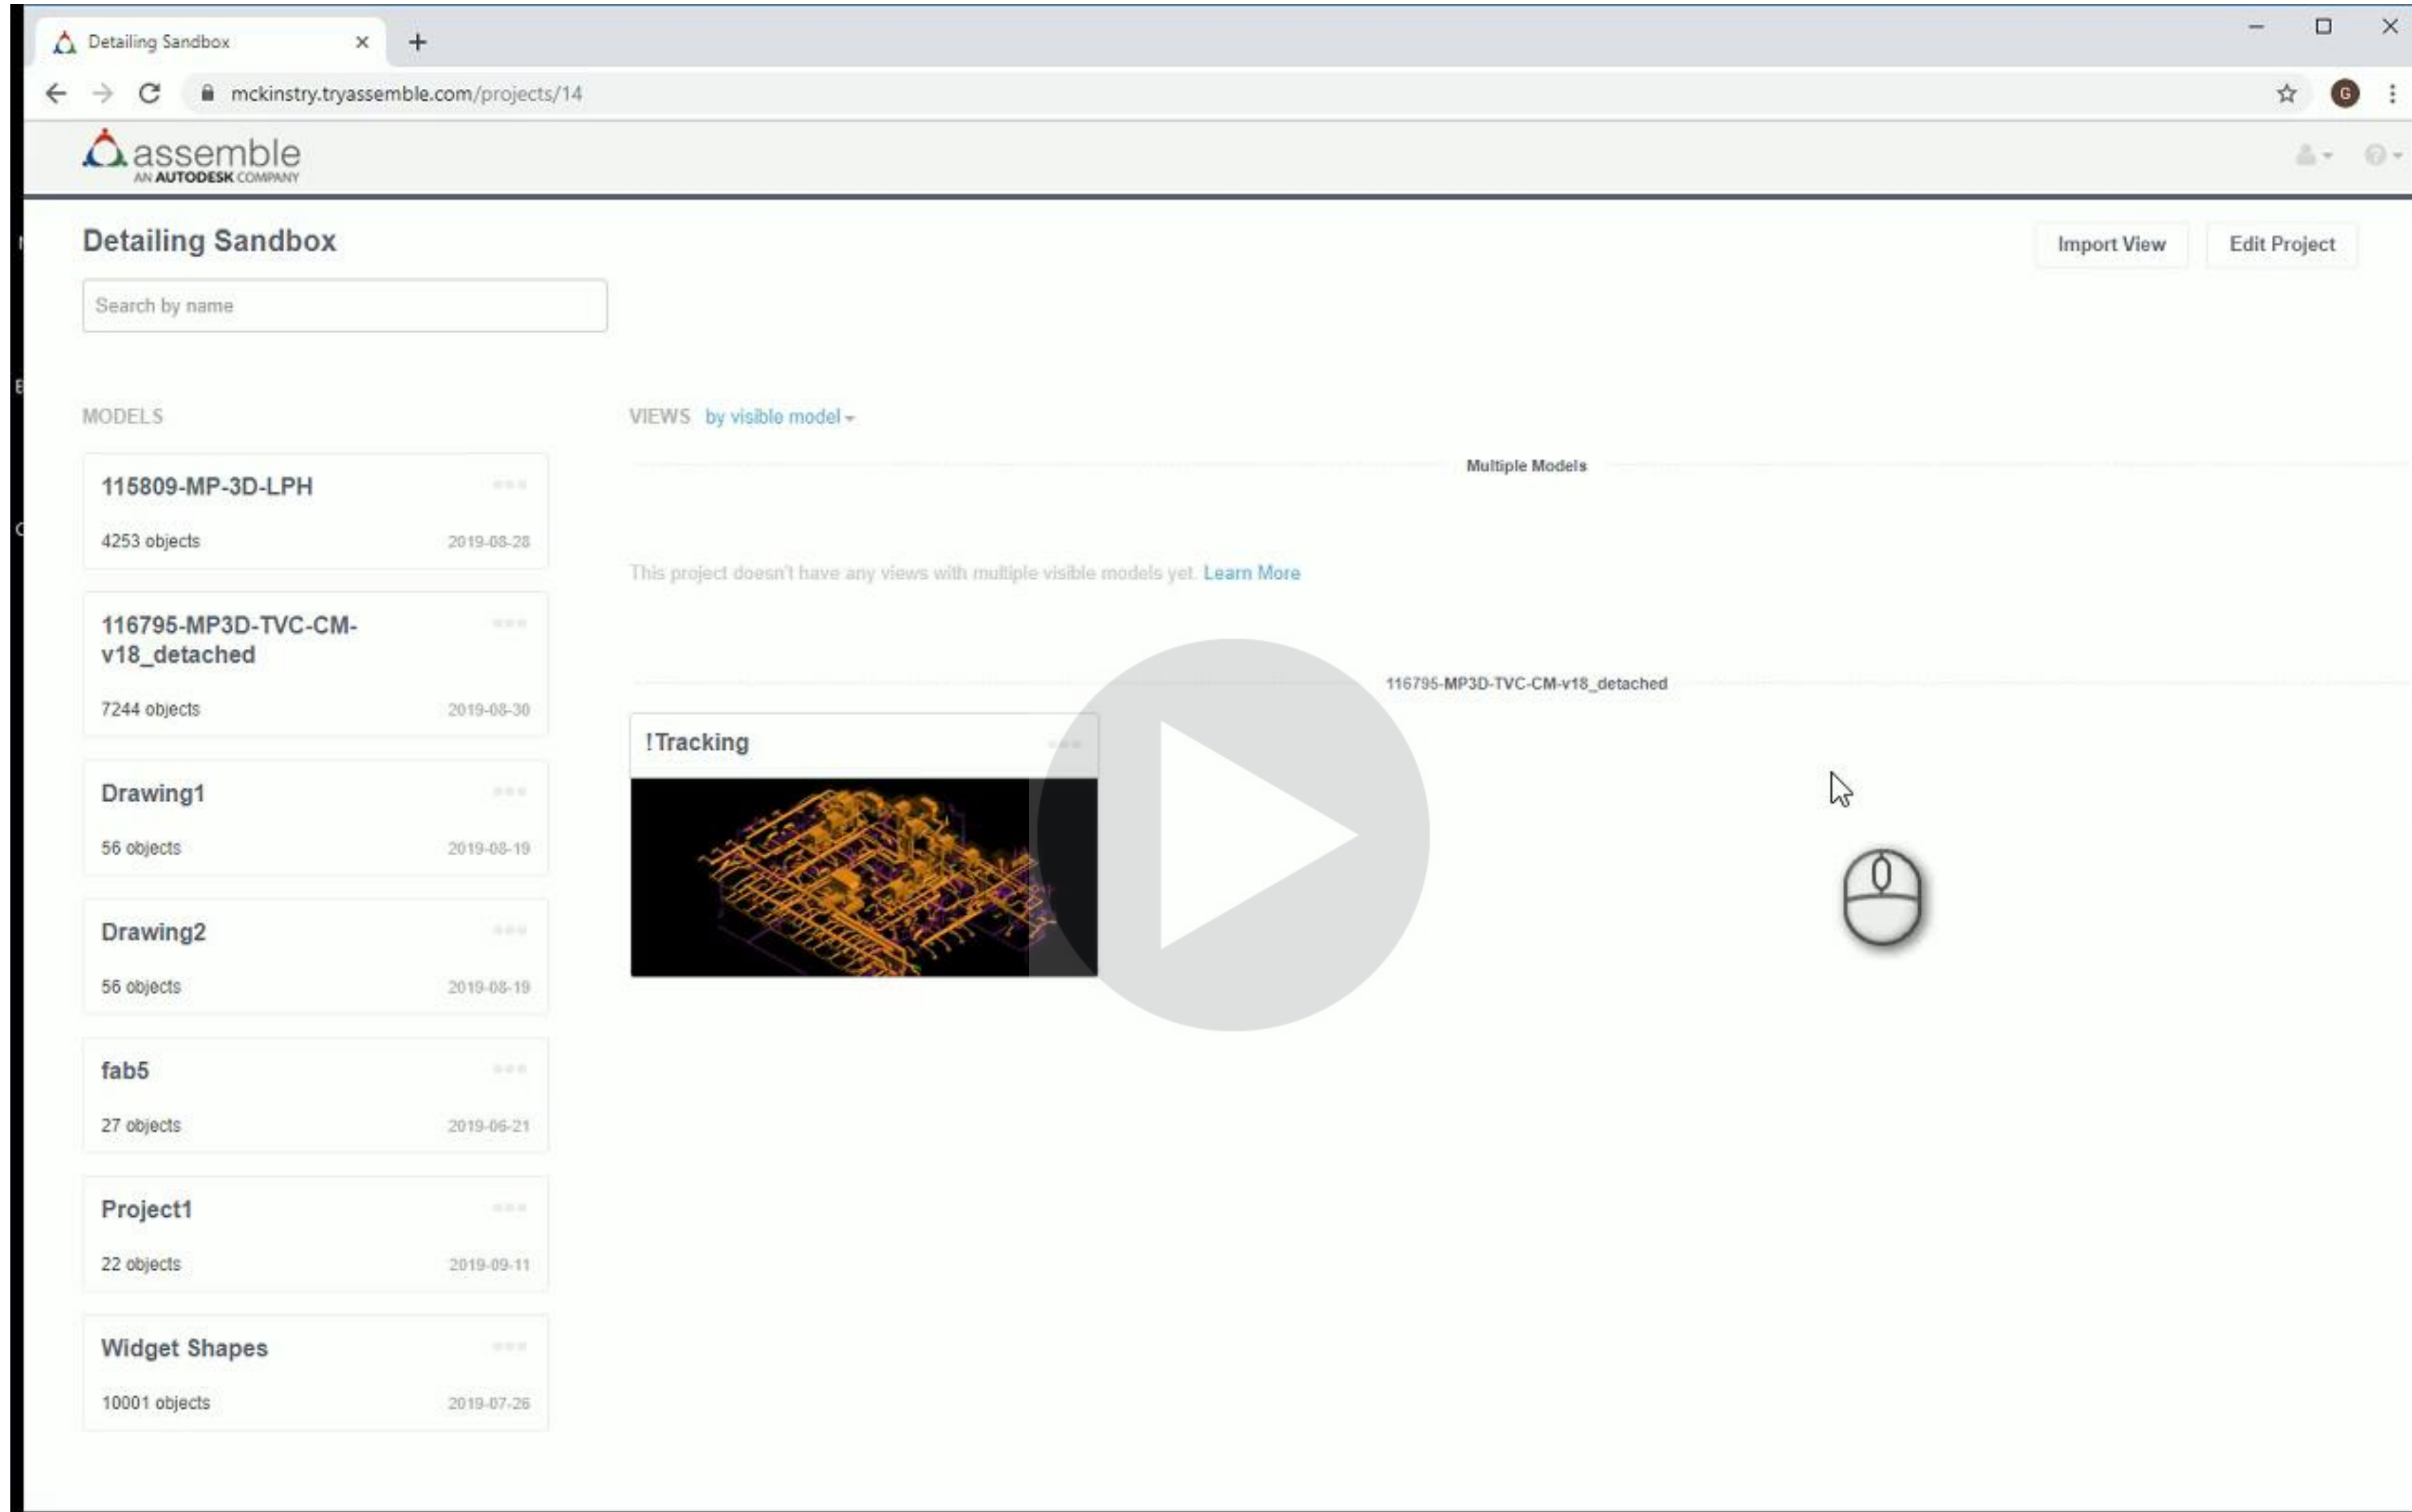 Detailing Sandbox
mckinstry.tryassemble.com/projects/14
G
assemble
AN AUTODESK COMPANY
Detailing Sandbox
Import View
Edit Project
Search by name
MODELS
VIEWS by visible model
Multiple Models
115809-MP-3D-LPH
4253 objects
2019-08-28
This project doesn't have any views with multiple visible models yet. Learn More
116795-MP3D-TVC-CM-
v18_detached
7244 objects
2019-08-30
116795-MP3D-TVC-CM-v18_detached
!Tracking
Drawing1
56 objects
2019-08-19
Drawing2
56 objects
2019-08-19
fab5
27 objects
2019-06-21
Project1
22 objects
2019-09-11
Widget Shapes
10001 objects
2019-07-26